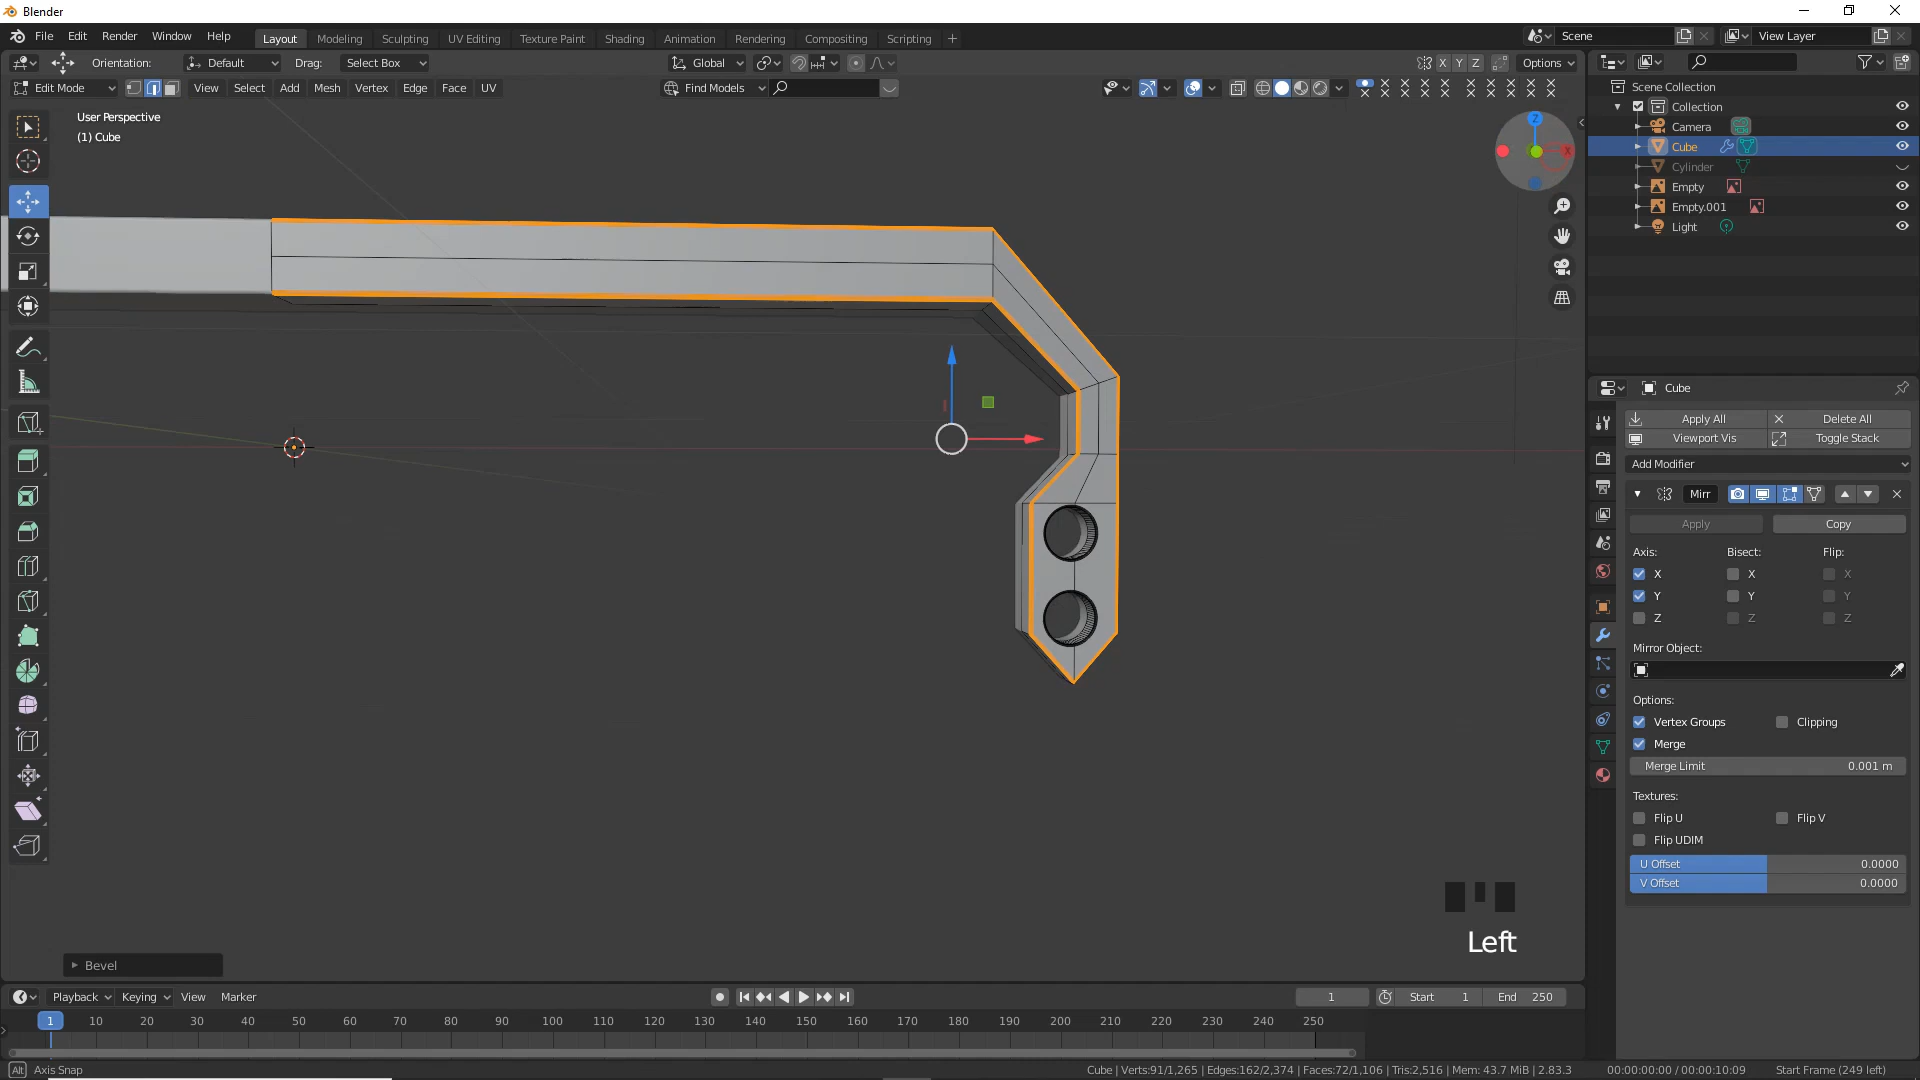 Blender
File Edit Render Window Help
Layout Modeling Sculpting UV Editing Texture Paint Shading Animation Rendering Compositing Scripting +
Scene View Layer
Orientation: Default Drag: Select Box Global X Y Z Options
Edit Mode View Select Add Mesh Vertex Edge Face UV Find Models
User Perspective
(1) Cube
Z
X
Scene Collection
Collection
Camera
Cube
Cylinder
Empty
Empty.001
Light
Cube
Apply All Delete All
Viewport Vis Toggle Stack
Add Modifier
Mirr
Apply Copy
Axis: Bisect: Flip:
X X X
Y Y Y
Z Z Z
Mirror Object:
Options:
Vertex Groups Clipping
Merge
Merge Limit 0.001 m
Textures:
Flip U Flip V
Flip UDIM
U Offset 0.0000
V Offset 0.0000
Left
Bevel
Playback Keying View Marker 1 Start 1 End 250
1 10 20 30 40 50 60 70 80 90 100 110 120 130 140 150 160 170 180 190 200 210 220 230 240 250
Alt Axis Snap Cube | Verts:91/1,265 | Edges:162/2,374 | Faces:72/1,106 | Tris:2,516 | Mem: 43.7 MiB | 2.83.3 00:00:00:00 / 00:00:10:09 Start Frame (249 left)